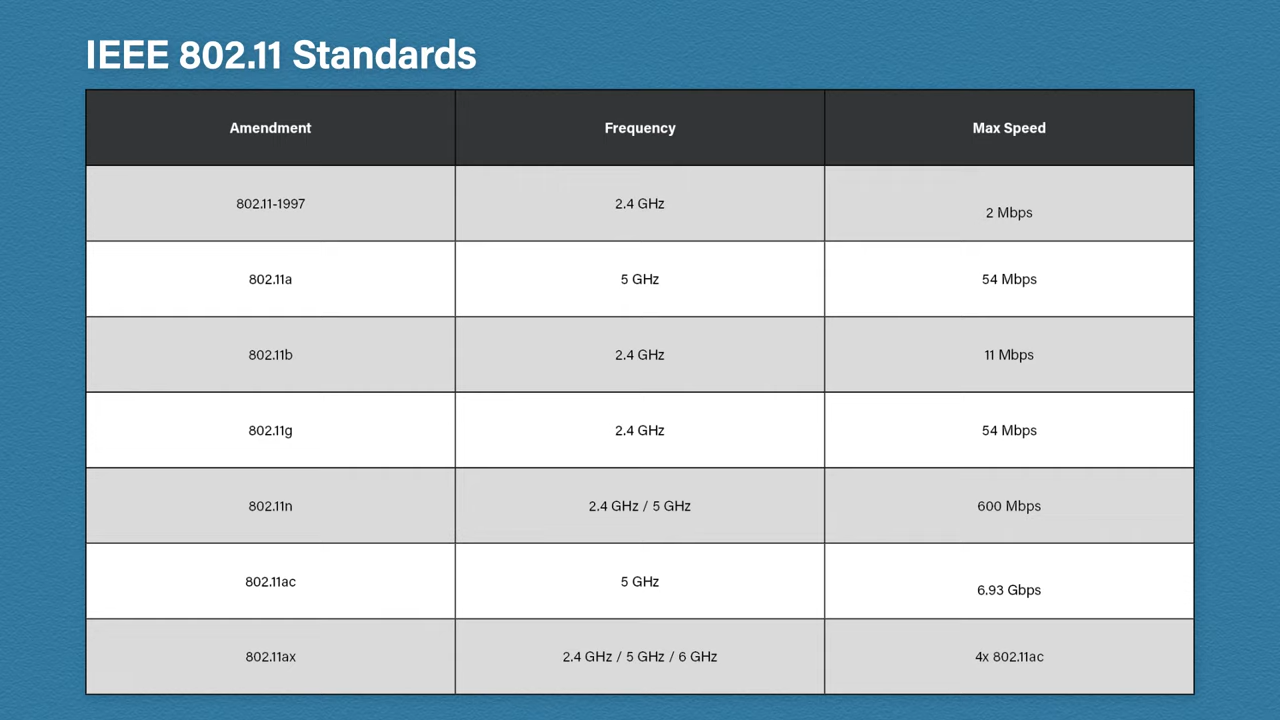 IEEE 802.11 Standards
Amendment Frequency Max Speed
802.11-1997 2.4 GHz 2 Mbps
802.11a 5 GHz 54 Mbps
802.11b 2.4 GHz 11 Mbps
802.11g 2.4 GHz 54 Mbps
802.11n 2.4 GHz / 5 GHz 600 Mbps
802.11ac 5 GHz 6.93 Gbps
802.11ax 2.4 GHz / 5 GHz / 6 GHz 4x 802.11ac